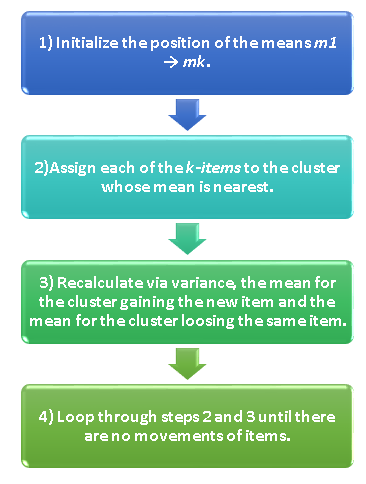 1) Initialize the position of the means m1
→ mk.
2)Assign each of the k-items to the cluster
whose mean is nearest.
3) Recalculate via variance, the mean for
the cluster gaining the new item and the
mean for the cluster loosing the same item.
4) Loop through steps 2 and 3 until there
are no movements of items.